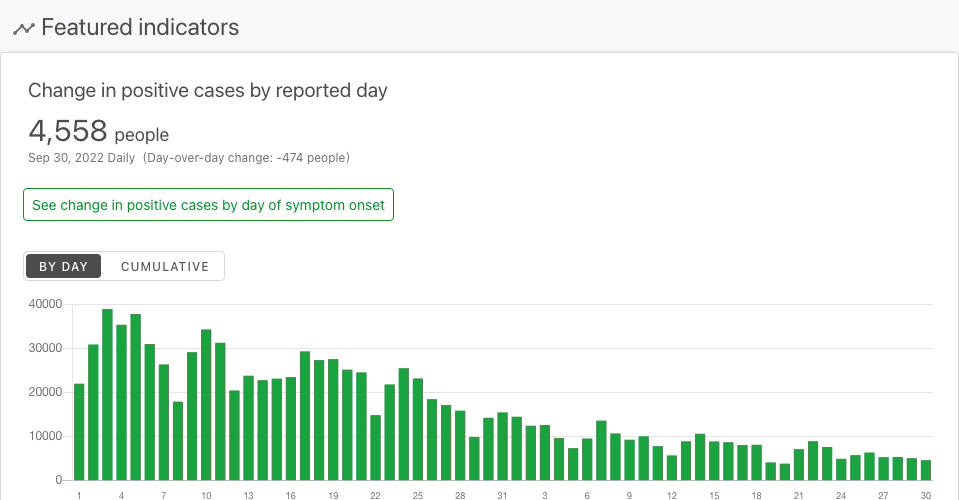 Featured indicators
Change in positive cases by reported day
4,558 people
Sep 30, 2022 Daily (Day-over-day change: -474 people)
See change in positive cases by day of symptom onset
BY DAY CUMULATIVE
40000
30000
20000
10000
0
1 4 7 10 13 16 19 22 25 28 31 3 6 9 12 15 18 21 24 27 30